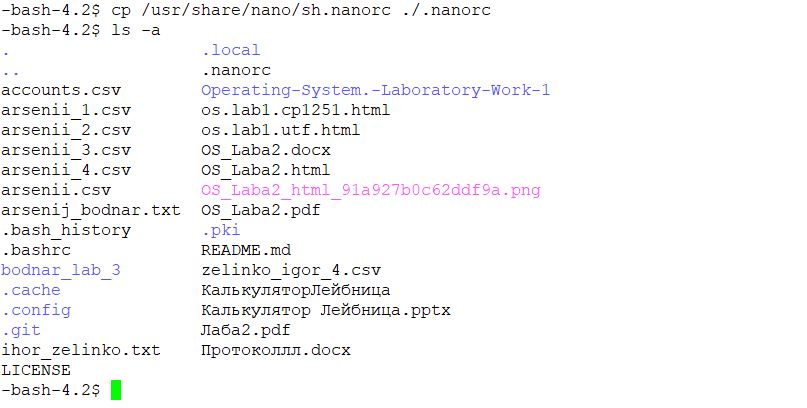 -bash-4.2$ cp /usr/share/nano/sh.nanorc ./.nanorc
-bash-4.2$ ls -a
. .local
.. .nanorc
accounts.csv Operating-System.-Laboratory-Work-1
arsenii_1.csv os.lab1.cp1251.html
arsenii_2.csv os.lab1.utf.html
arsenii_3.csv OS_Laba2.docx
arsenii_4.csv OS_Laba2.html
arsenii.csv OS_Laba2_html_91a927b0c62ddf9a.png
arsenij_bodnar.txt OS_Laba2.pdf
.bash_history .pki
.bashrc README.md
bodnar_lab_3 zelinko_igor_4.csv
.cache КалькуляторЛейбница
.config Калькулятор Лейбница.pptx
.git Лаба2.pdf
ihor_zelinko.txt Протоколлл.docx
LICENSE
-bash-4.2$